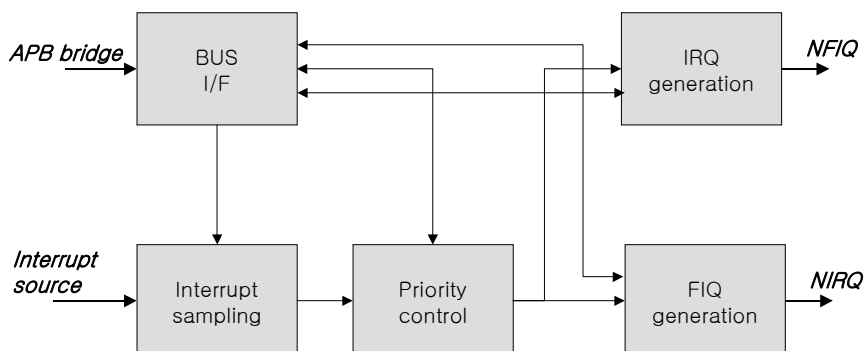 APB bridge
BUS
I/F
IRQ
generation
NFIQ
Interrupt
source
Interrupt
sampling
Priority
control
FIQ
generation
NIRQ